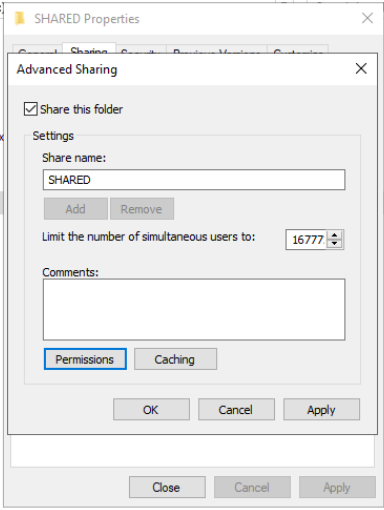 SHARED Properties
General Sharing Security Previous Versions Customise
Advanced Sharing
Share this folder
Settings
Share name:
SHARED
Add Remove
Limit the number of simultaneous users to: 16777
Comments:
Permissions Caching
OK Cancel Apply
Close Cancel Apply